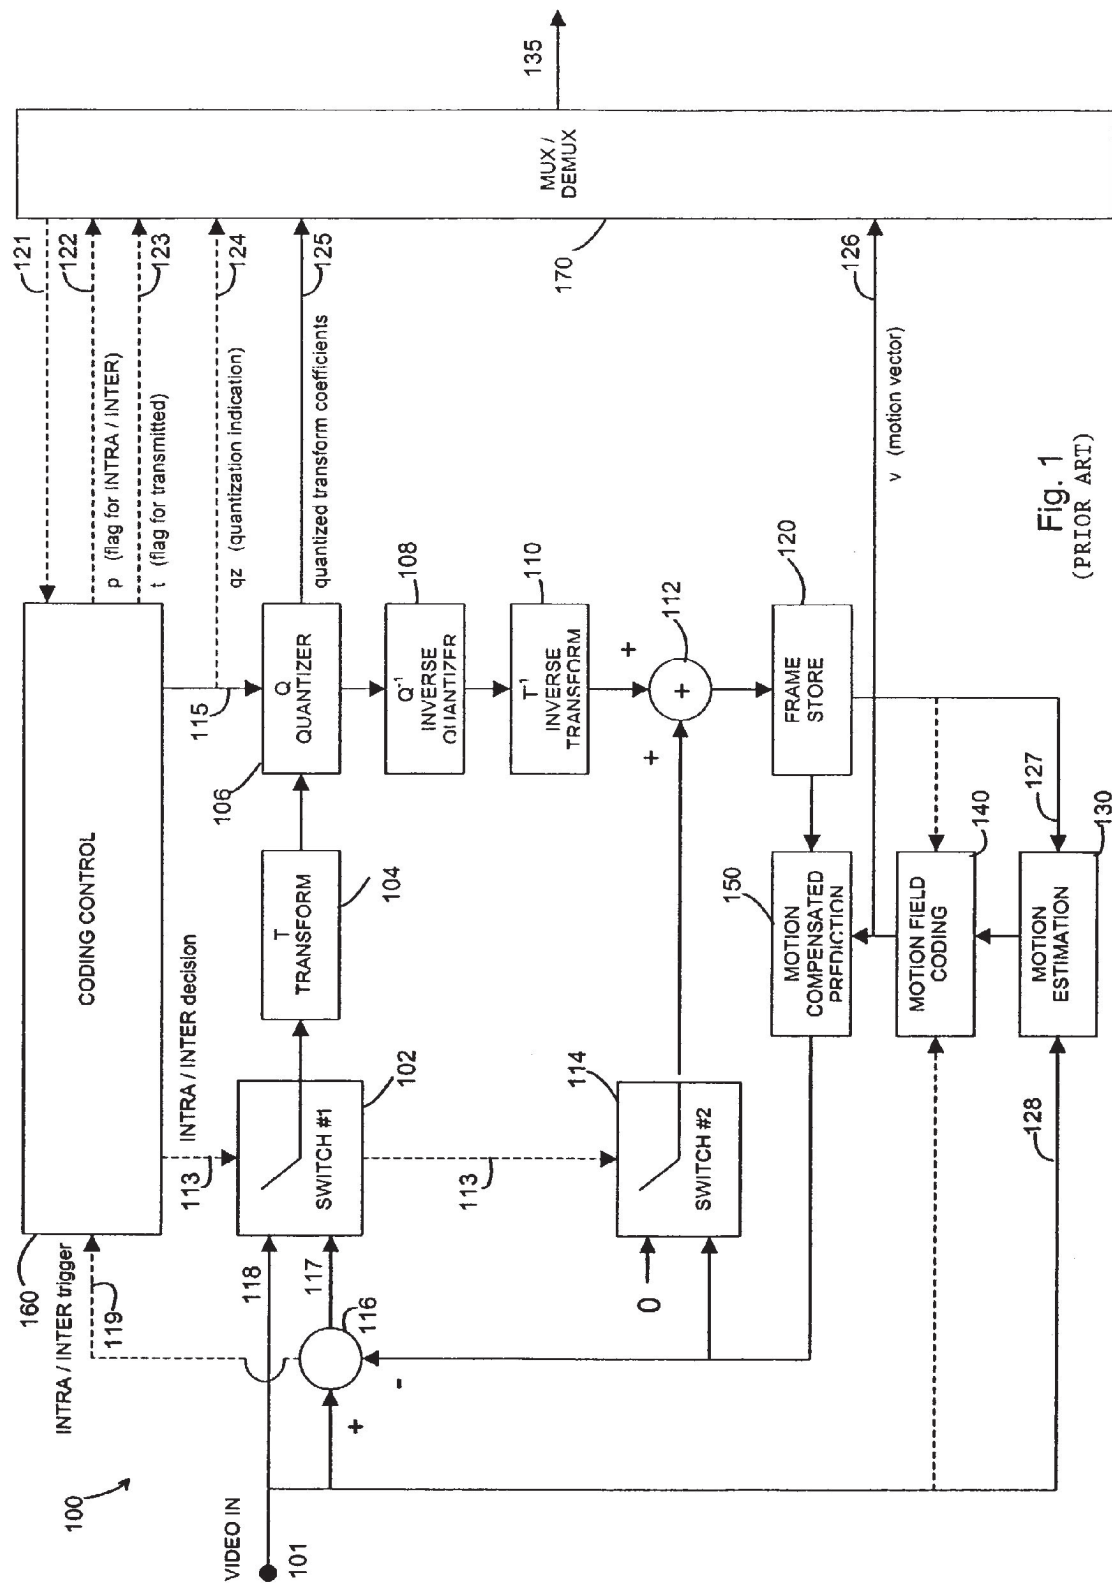 100
VIDEO IN
101
INTRA / INTER trigger
119
160
CODING CONTROL
121
122
p (flag for INTRA / INTER)
t (flag for transmitted)
123
qz (quantization indication)
124
115
INTRA / INTER decision
113
118
117
116
+
-
SWITCH #1
102
T
TRANSFORM
104
106
Q
QUANTIZER
quantized transform coefficients
125
Q-1
INVERSE
QUANTIZER
108
T-1
INVERSE
TRANSFORM
110
113
0
SWITCH #2
114
+
+
+
112
FRAME
STORE
120
150
MOTION
COMPENSATED
PREDICTION
MOTION FIELD
CODING
140
MOTION
ESTIMATION
130
127
128
v (motion vector)
126
170
MUX /
DEMUX
135
Fig. 1
(PRIOR ART)